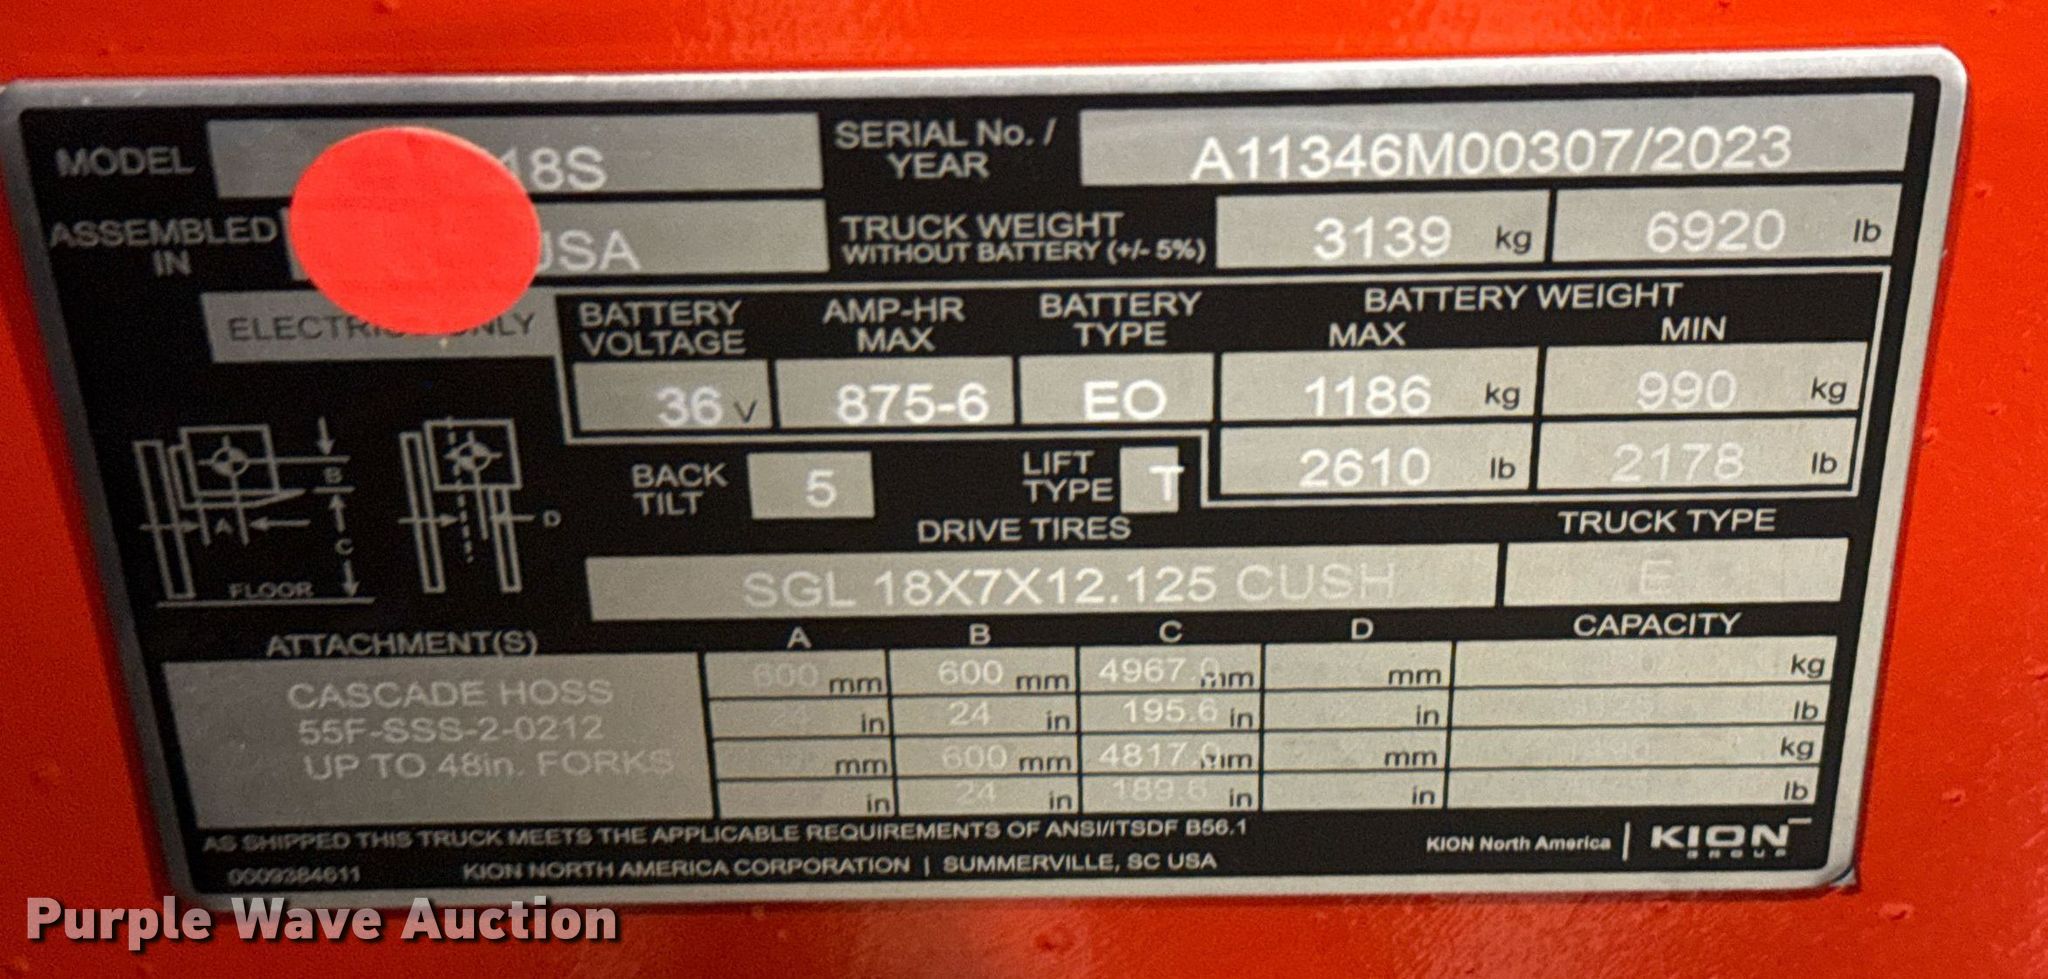 MODEL 18S
SERIAL No. / YEAR A11346M00307/2023
ASSEMBLED IN USA
TRUCK WEIGHT WITHOUT BATTERY (+/- 5%) 3139 kg 6920 lb
BATTERY VOLTAGE 36 V
AMP-HR MAX 875-6
BATTERY TYPE EO
BATTERY WEIGHT
MAX MIN
1186 kg 990 kg
2610 lb 2178 lb
BACK TILT 5
LIFT TYPE T
A B C D
FLOOR
DRIVE TIRES
SGL 18X7X12.125 CUSH
TRUCK TYPE
E
ATTACHMENT(S)
CASCADE HOSS
55F-SSS-2-0212
UP TO 48in. FORKS
A B C D CAPACITY
600 mm 600 mm 4967.0 mm mm kg
in 24 in 195.6 in in lb
mm 600 mm 4817.0 mm mm kg
in 24 in 189.6 in in lb
AS SHIPPED THIS TRUCK MEETS THE APPLICABLE REQUIREMENTS OF ANSI/ITSDF B56.1
0009384611 KION NORTH AMERICA CORPORATION | SUMMERVILLE, SC USA
KION North America | KION GROUP
Purple Wave Auction